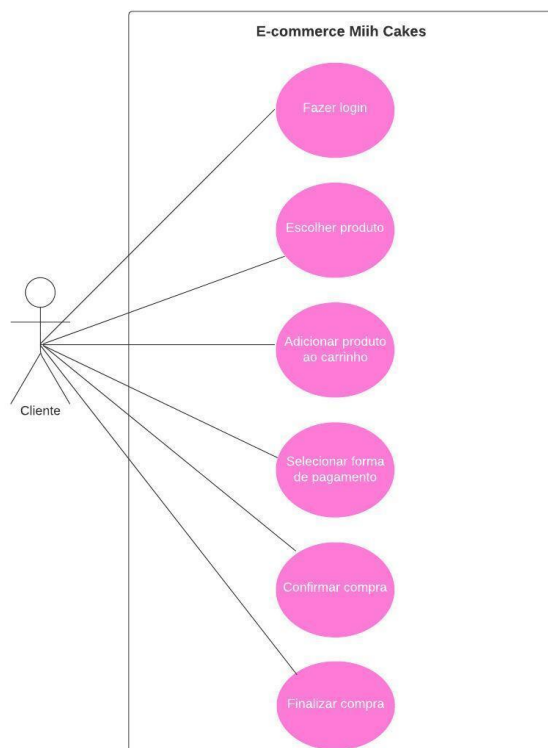 E-commerce Miih Cakes
Fazer login
Escolher produto
Adicionar produto
ao carrinho
Cliente
Selecionar forma
de pagamento
Confirmar compra
Finalizar compra